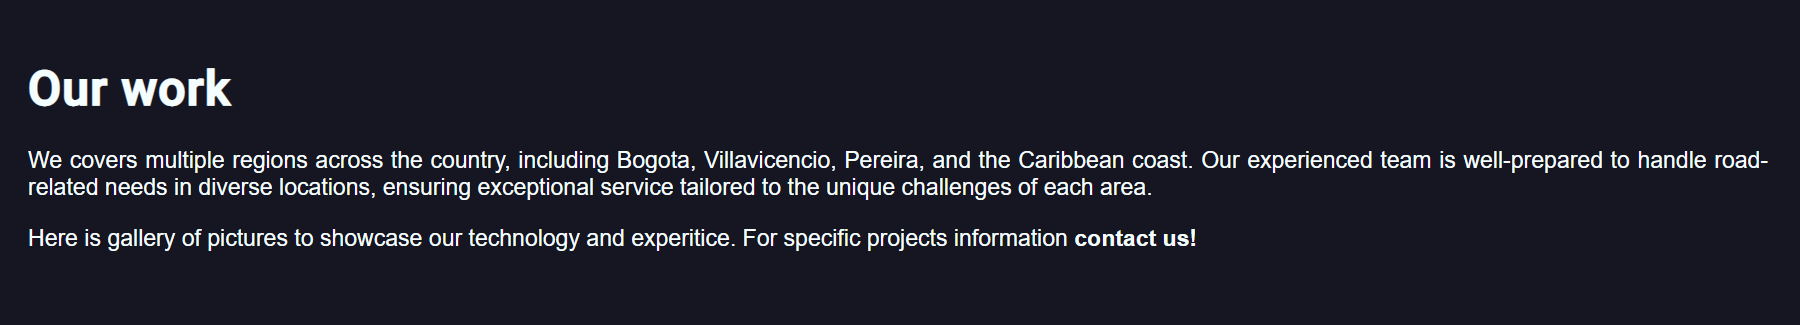 Our work
We covers multiple regions across the country, including Bogota, Villavicencio, Pereira, and the Caribbean coast. Our experienced team is well-prepared to handle road-
related needs in diverse locations, ensuring exceptional service tailored to the unique challenges of each area.
Here is gallery of pictures to showcase our technology and experitice. For specific projects information contact us!